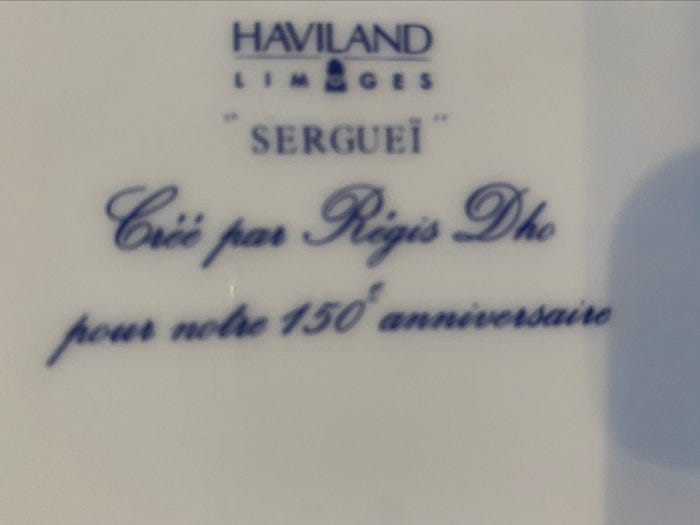 HAVILAND
LIMOGES
"SERGUEÏ"
Créé par Régis Dho
pour notre 150e anniversaire